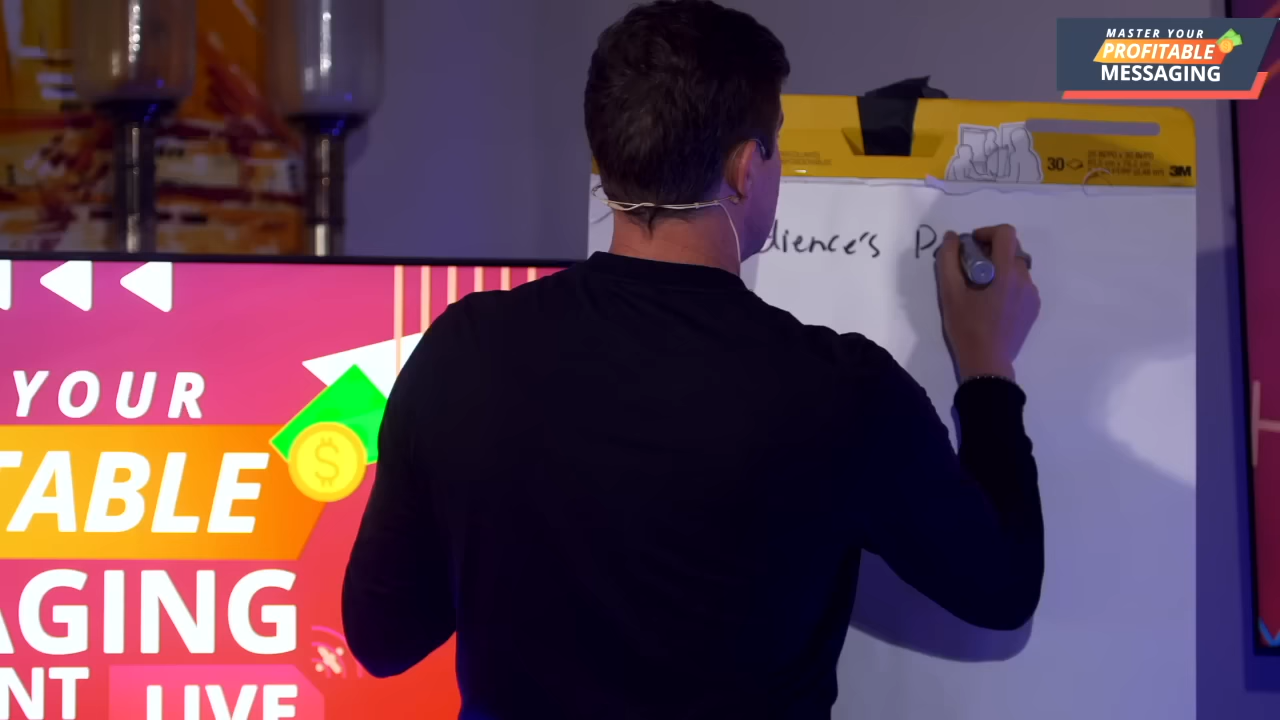 MASTER YOUR
PROFITABLE
MESSAGING
30
3M
dience's
YOUR
TABLE
AGING
NT LIVE